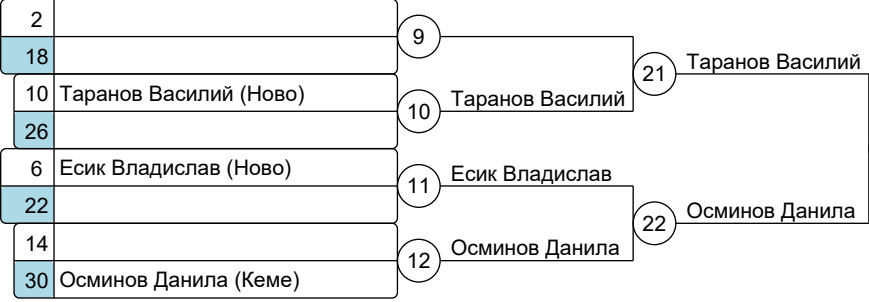 2
18
9
10 Таранов Василий (Ново)
26
10
Таранов Василий
21
Таранов Василий
6 Есик Владислав (Ново)
22
11
Есик Владислав
14
30 Осминов Данила (Кеме)
12
Осминов Данила
22
Осминов Данила